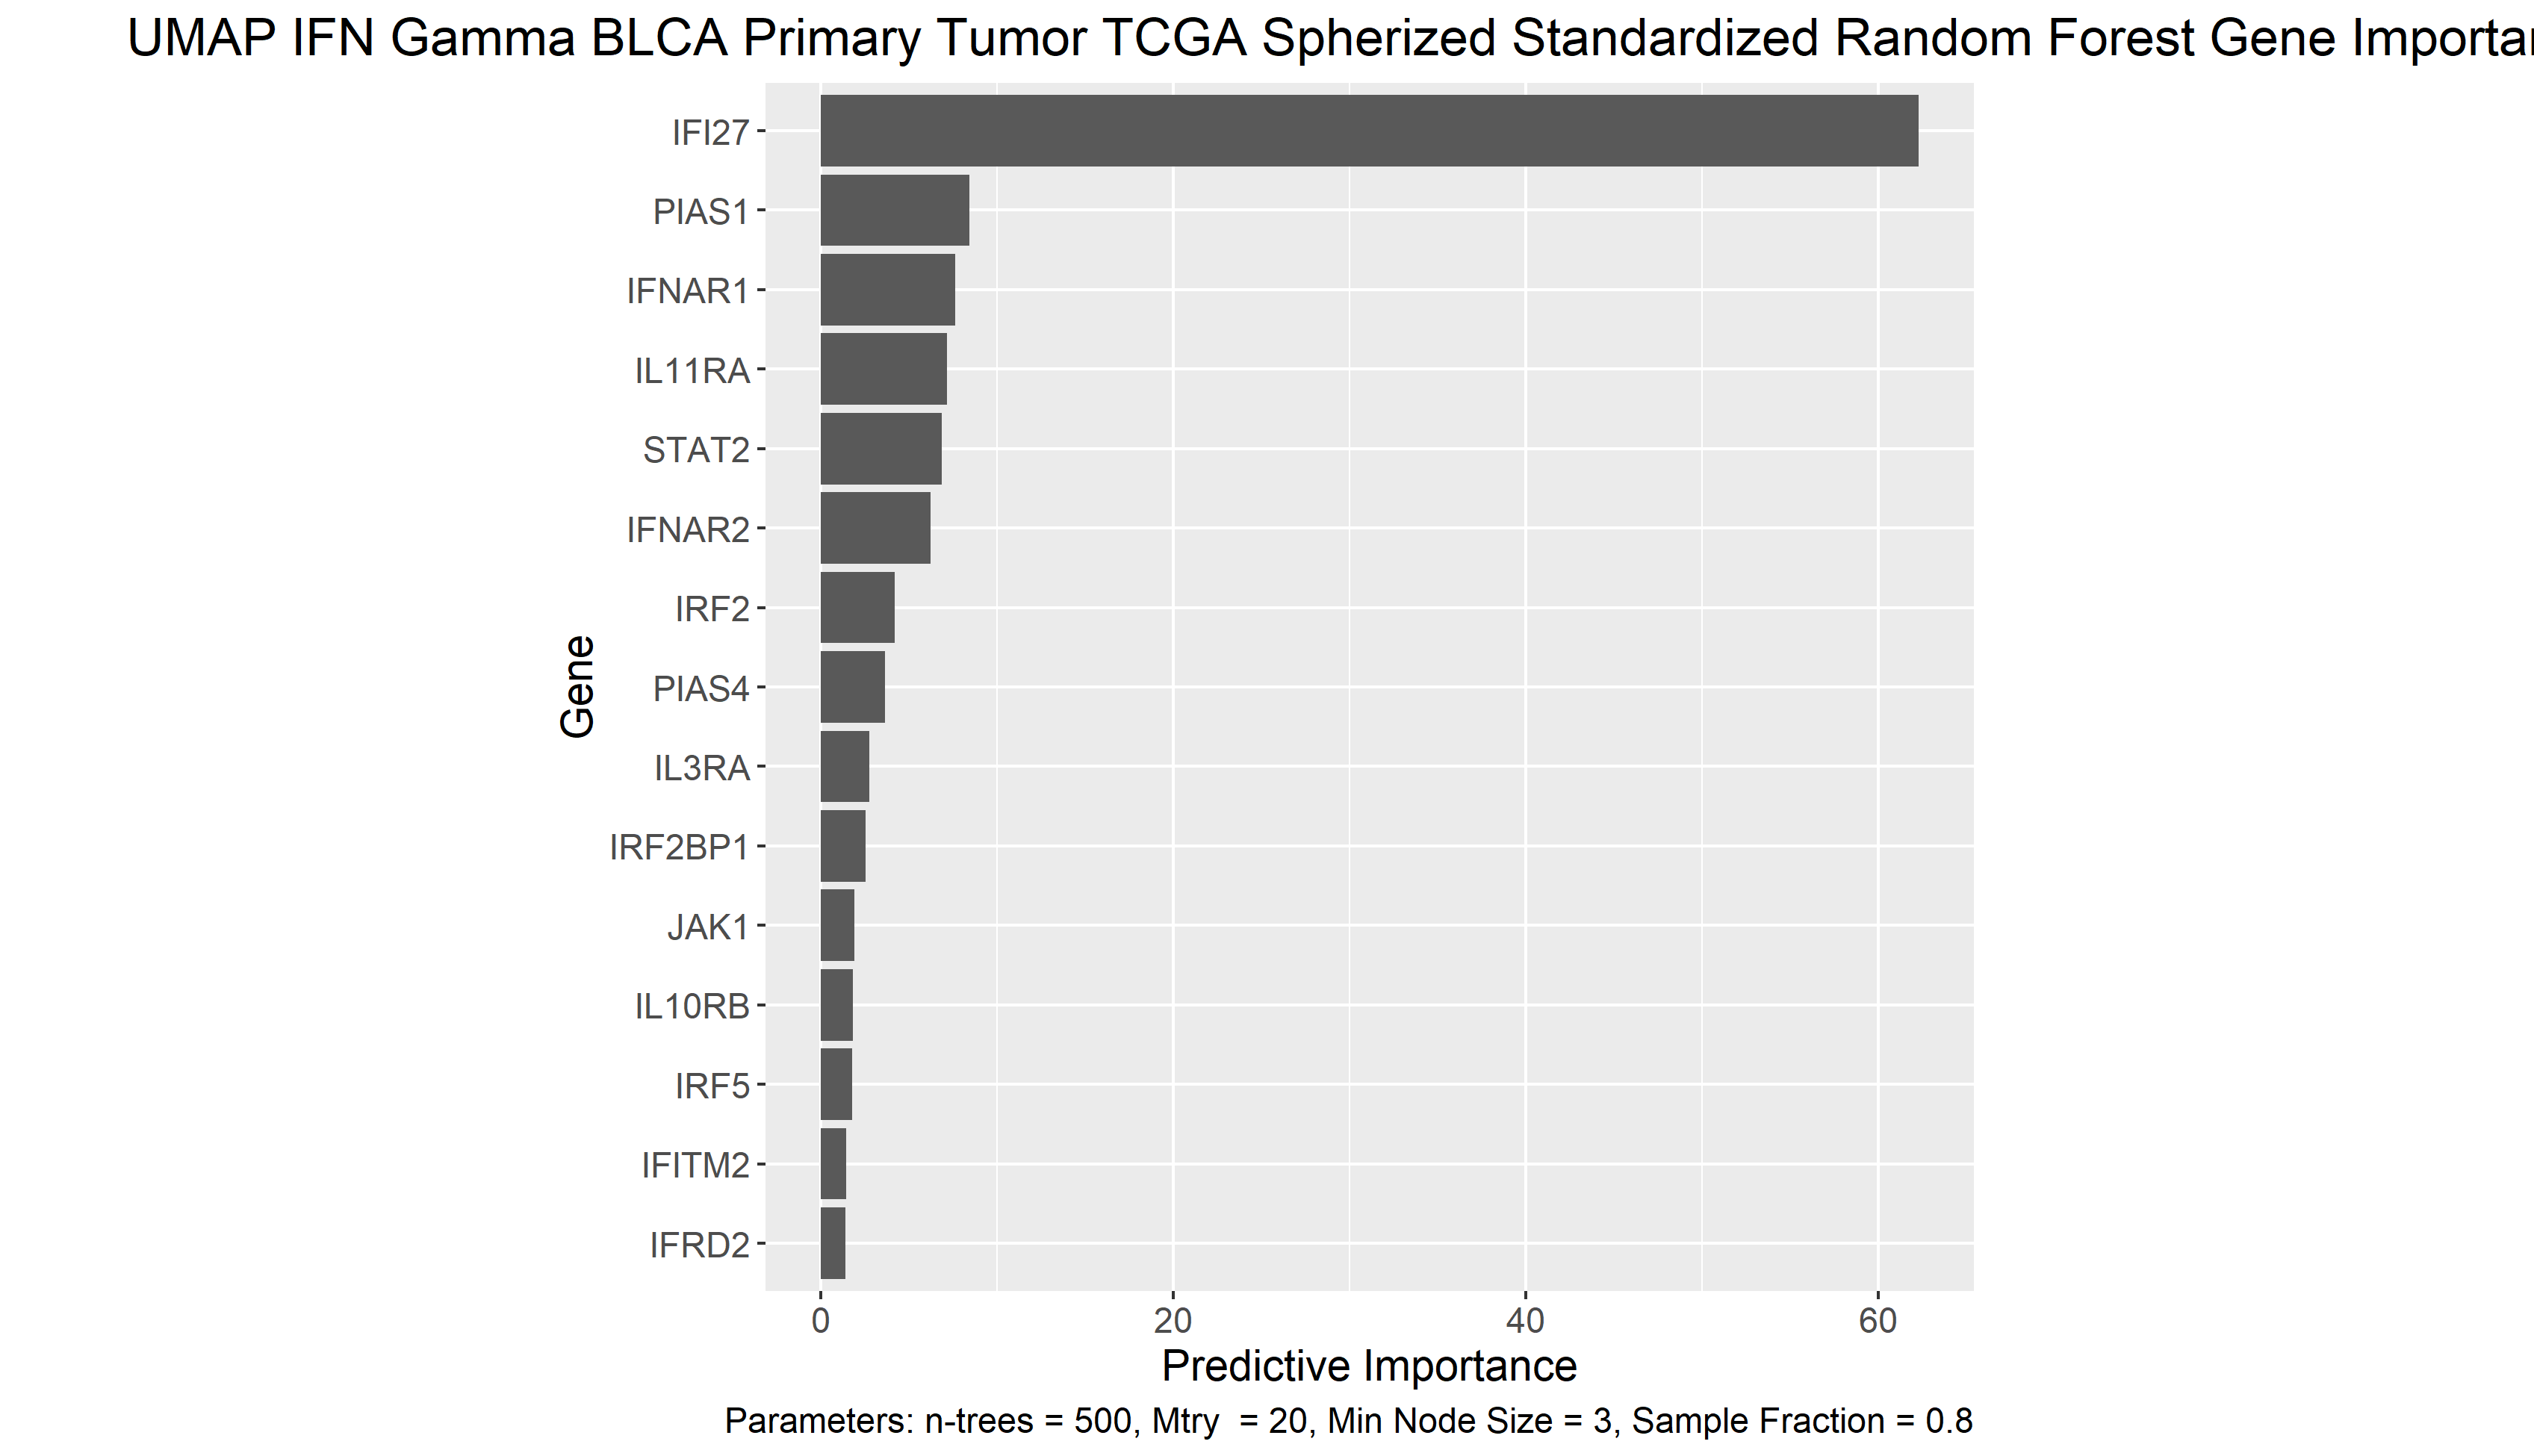 UMAP IFN Gamma BLCA Primary Tumor TCGA Spherized Standardized Random Forest Gene Importa
IFI27
PIAS1
IFNAR1
IL11RA
STAT2
IFNAR2
IRF2
PIAS4
IL3RA
IRF2BP1
JAK1
IL10RB
IRF5
IFITM2
IFRD2
Gene
0 20 40 60
Predictive Importance
Parameters: n-trees = 500, Mtry  = 20, Min Node Size = 3, Sample Fraction = 0.8